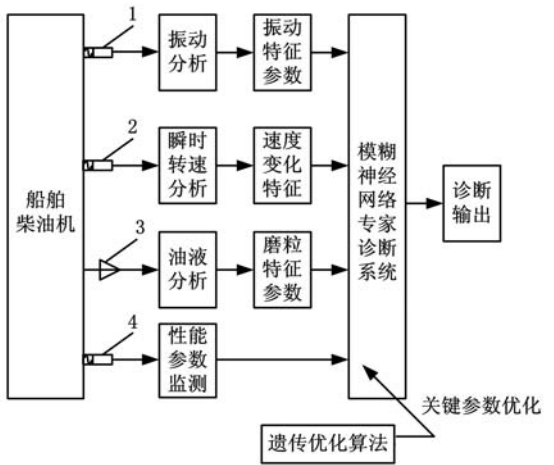 1
振动
分析
振动
特征
参数
2
瞬时
转速
分析
速度
变化
特征
船舶
柴油机
模糊
神经
网络
专家
诊断
系统
诊断
输出
3
油液
分析
磨粒
特征
参数
4
性能
参数
监测
关键参数优化
遗传优化算法